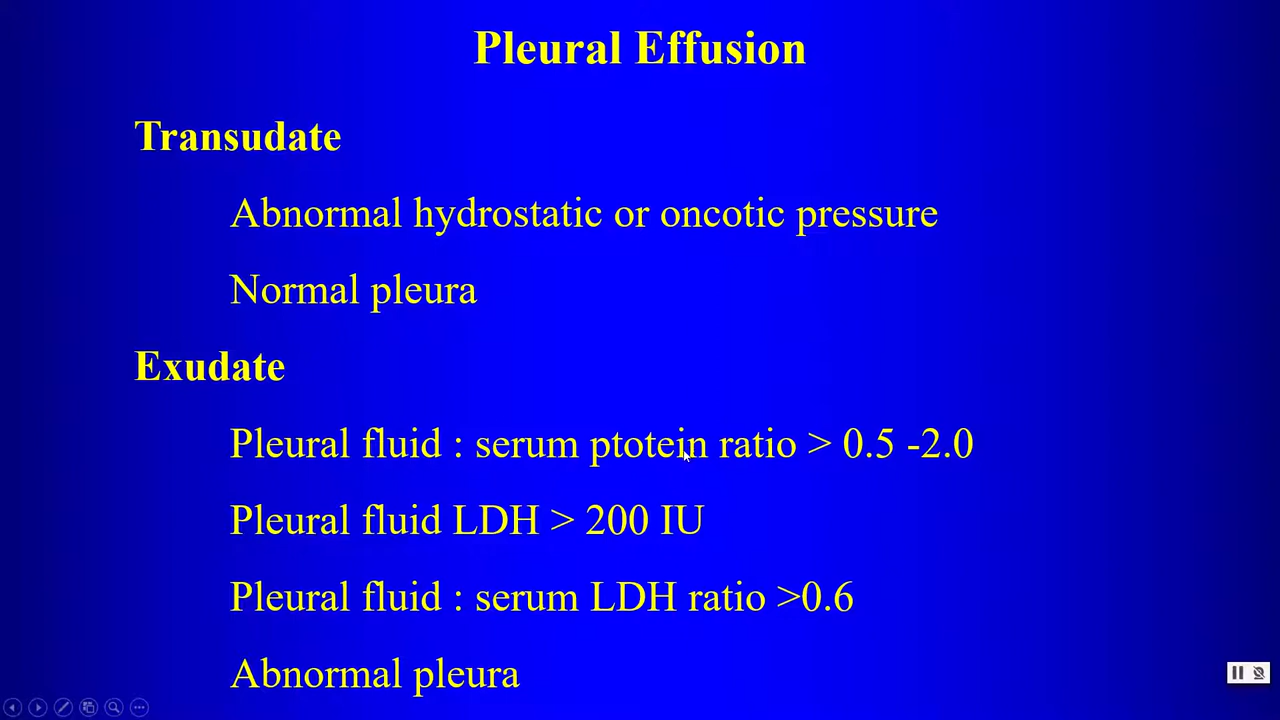 Pleural Effusion
Transudate
Abnormal hydrostatic or oncotic pressure
Normal pleura
Exudate
Pleural fluid : serum ptotein ratio > 0.5 -2.0
Pleural fluid LDH > 200 IU
Pleural fluid : serum LDH ratio >0.6
Abnormal pleura